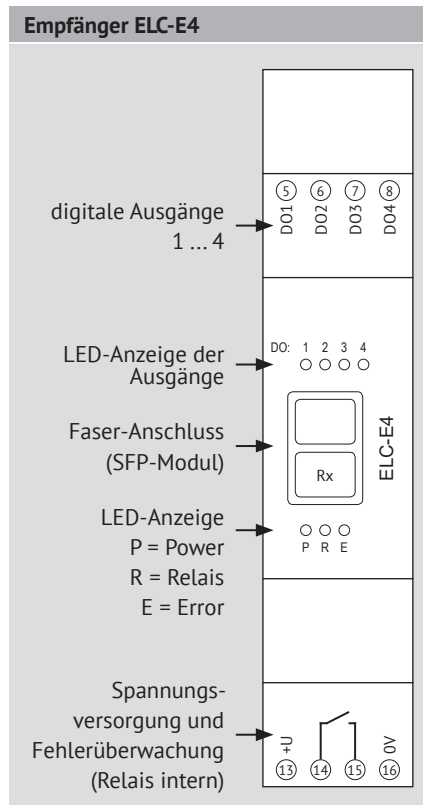 Empfänger ELC-E4
5 6 7 8
DO1 DO2 DO3 DO4
digitale Ausgänge
1 ... 4
DO: 1 2 3 4
LED-Anzeige der
Ausgänge
Faser-Anschluss
(SFP-Modul)
Rx
ELC-E4
LED-Anzeige
P = Power
R = Relais
E = Error
P R E
Spannungs-
versorgung und
Fehlerüberwachung
(Relais intern)
+U 0V
13 14 15 16